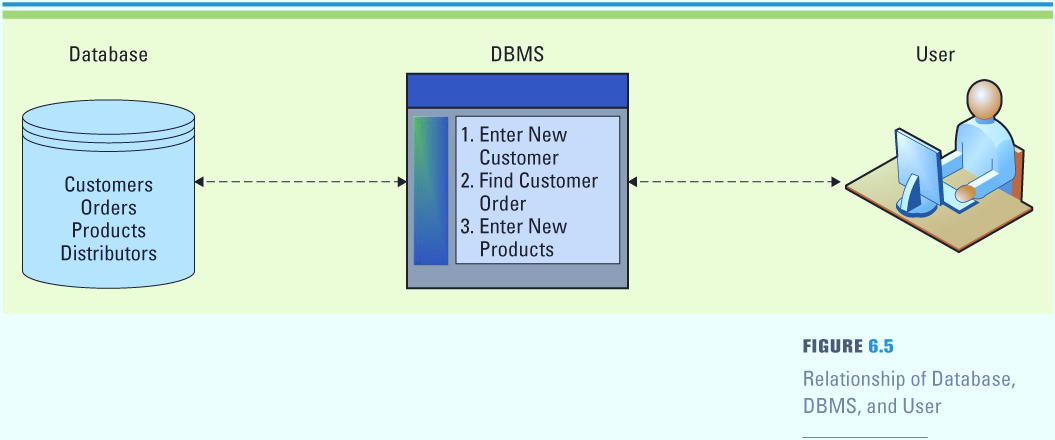 Database
DBMS
User
Customers
Orders
Products
Distributors
1. Enter New
Customer
2. Find Customer
Order
3. Enter New
Products
FIGURE 6.5
Relationship of Database,
DBMS, and User